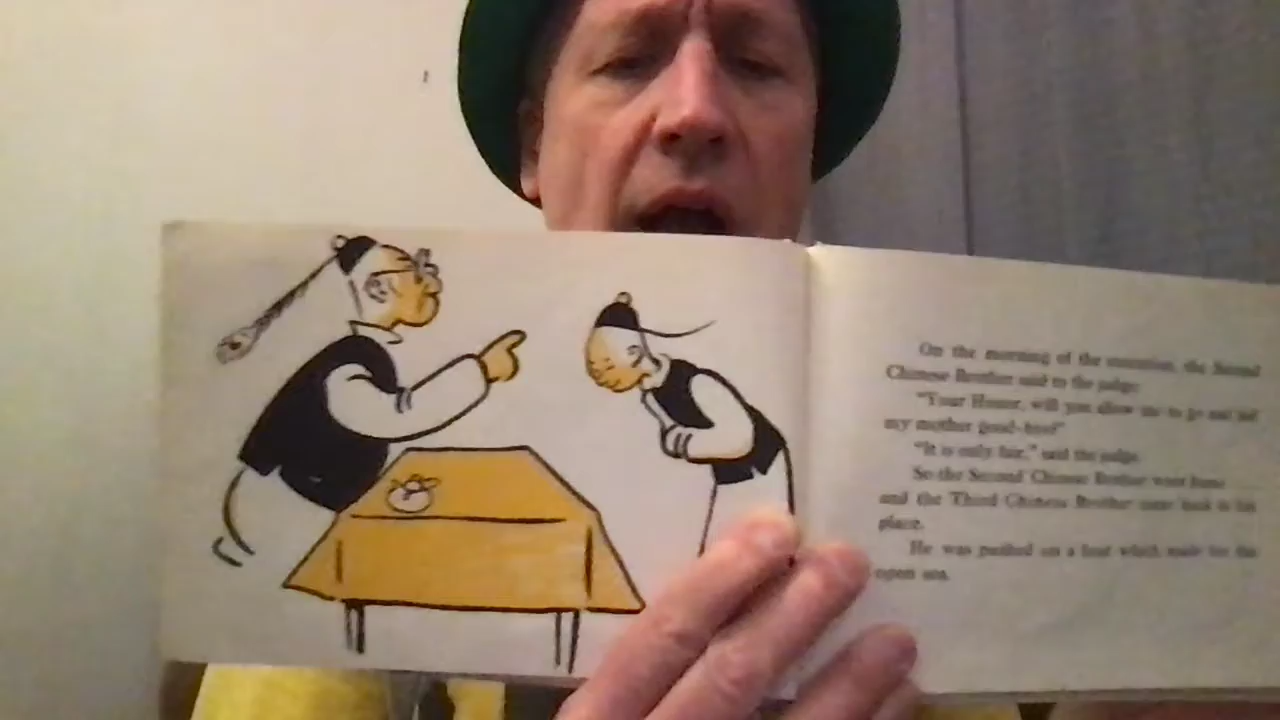 On the morning of the execution, the Second
Chinese Brother said to the judge:
"Your Honor, will you allow me to go and bid
my mother good-bye?"
"It is only fair," said the judge.
So the Second Chinese Brother went home
and the Third Chinese Brother came back in his
place.
He was pushed on a boat which made for the
open sea.